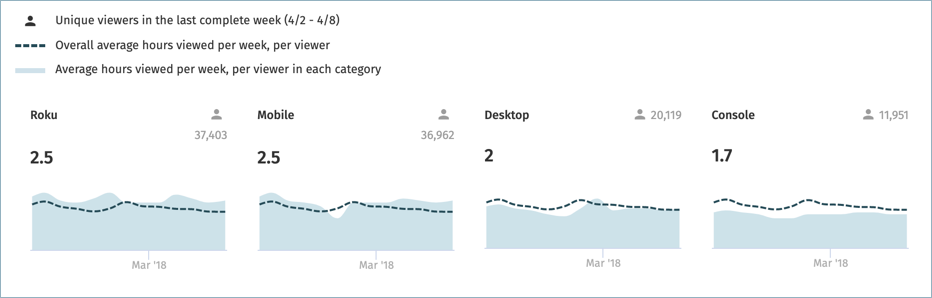 Unique viewers in the last complete week (4/2 - 4/8)
Overall average hours viewed per week, per viewer
Average hours viewed per week, per viewer in each category
Roku
37,403
2.5
Mar '18
Mobile
36,962
2.5
Mar '18
Desktop 20,119
2
Mar '18
Console 11,951
1.7
Mar '18